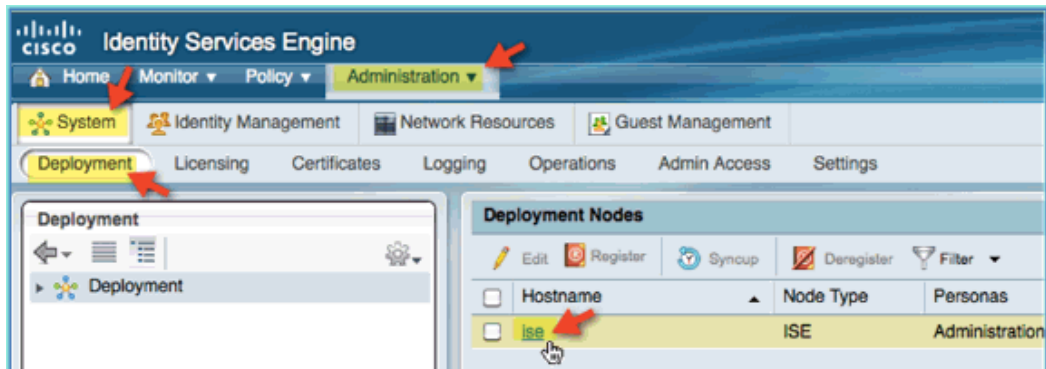 CISCO Identity Services Engine
Home Monitor Policy Administration
System Identity Management Network Resources Guest Management
Deployment Licensing Certificates Logging Operations Admin Access Settings
Deployment
Deployment
Deployment Nodes
Edit Register Syncup Deregister Filter
Hostname Node Type Personas
ise ISE Administration